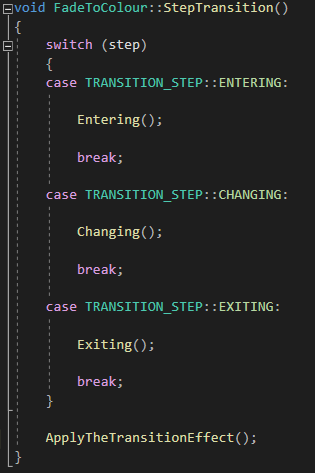 void FadeToColour::StepTransition()
{
switch (step)
{
case TRANSITION_STEP::ENTERING:
Entering();
break;
case TRANSITION_STEP::CHANGING:
Changing();
break;
case TRANSITION_STEP::EXITING:
Exiting();
break;
}
ApplyTheTransitionEffect();
}